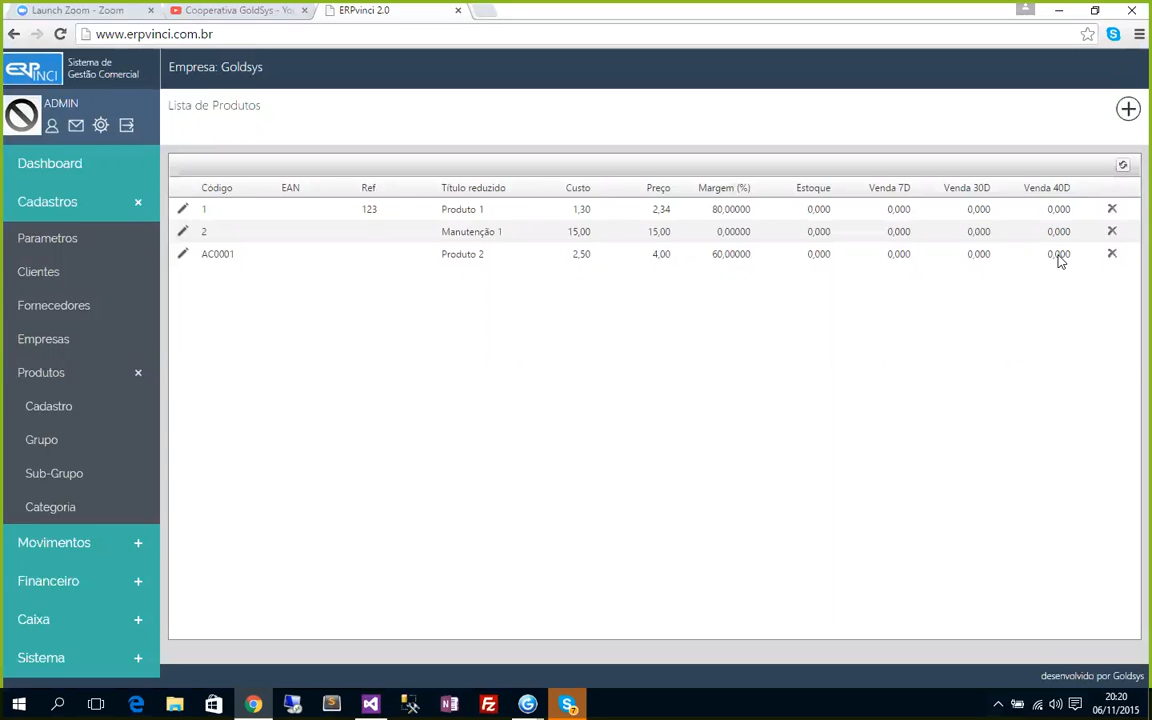 Launch Zoom - Zoom
Cooperativa GoldSys - Yo
ERPvinci 2.0
www.erpvinci.com.br
ERP VINCI
Sistema de
Gestão Comercial
Empresa: Goldsys
ADMIN
Lista de Produtos
Dashboard
Cadastros
Parametros
Clientes
Fornecedores
Empresas
Produtos
Cadastro
Grupo
Sub-Grupo
Categoria
Movimentos
Financeiro
Caixa
Sistema
Código EAN Ref Título reduzido Custo Preço Margem (%) Estoque Venda 7D Venda 30D Venda 40D
1 123 Produto 1 1,30 2,34 80,00000 0,000 0,000 0,000 0,000
2 Manutenção 1 15,00 15,00 0,00000 0,000 0,000 0,000 0,000
AC0001 Produto 2 2,50 4,00 60,00000 0,000 0,000 0,000 0,000
desenvolvido por Goldsys
20:20
06/11/2015